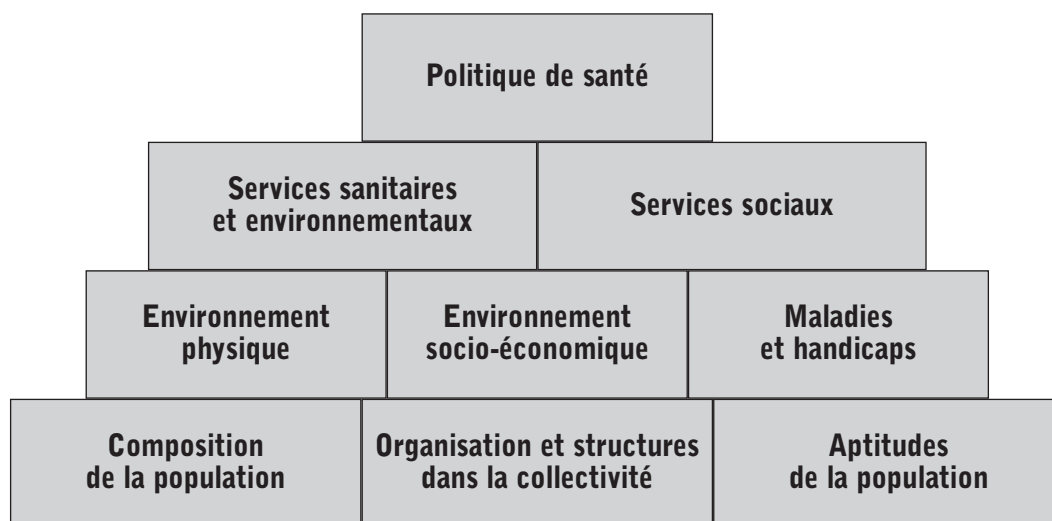 Politique de santé
Services sanitaires
et environnementaux
Services sociaux
Environnement
physique
Environnement
socio-économique
Maladies
et handicaps
Composition
de la population
Organisation et structures
dans la collectivité
Aptitudes
de la population